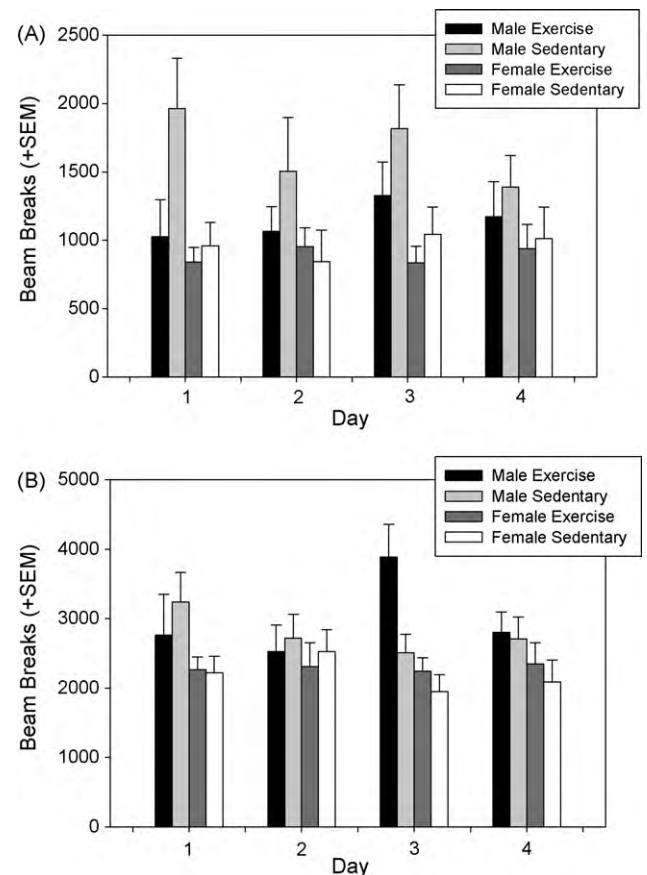 (A)
2500
2000
1500
1000
500
0
Beam Breaks (+SEM)
Male Exercise
Male Sedentary
Female Exercise
Female Sedentary
1 2 3 4
Day
(B)
5000
4000
3000
2000
1000
0
Beam Breaks (+SEM)
Male Exercise
Male Sedentary
Female Exercise
Female Sedentary
1 2 3 4
Day